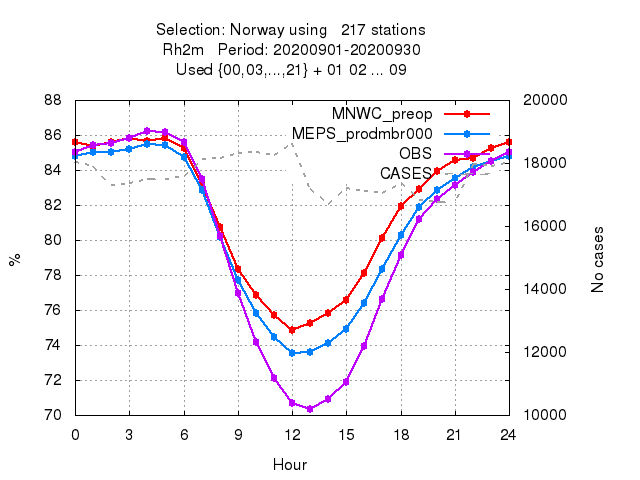 Selection: Norway using   217 stations
Rh2m   Period: 20200901-20200930
Used {00,03,...,21} + 01 02 ... 09
88 20000
MNWC_preop
86
MEPS_prodmbr000
OBS
84 18000
CASES
82
16000
80
%
No cases
78
14000
76
74
12000
72
70 10000
0 3 6 9 12 15 18 21 24
Hour